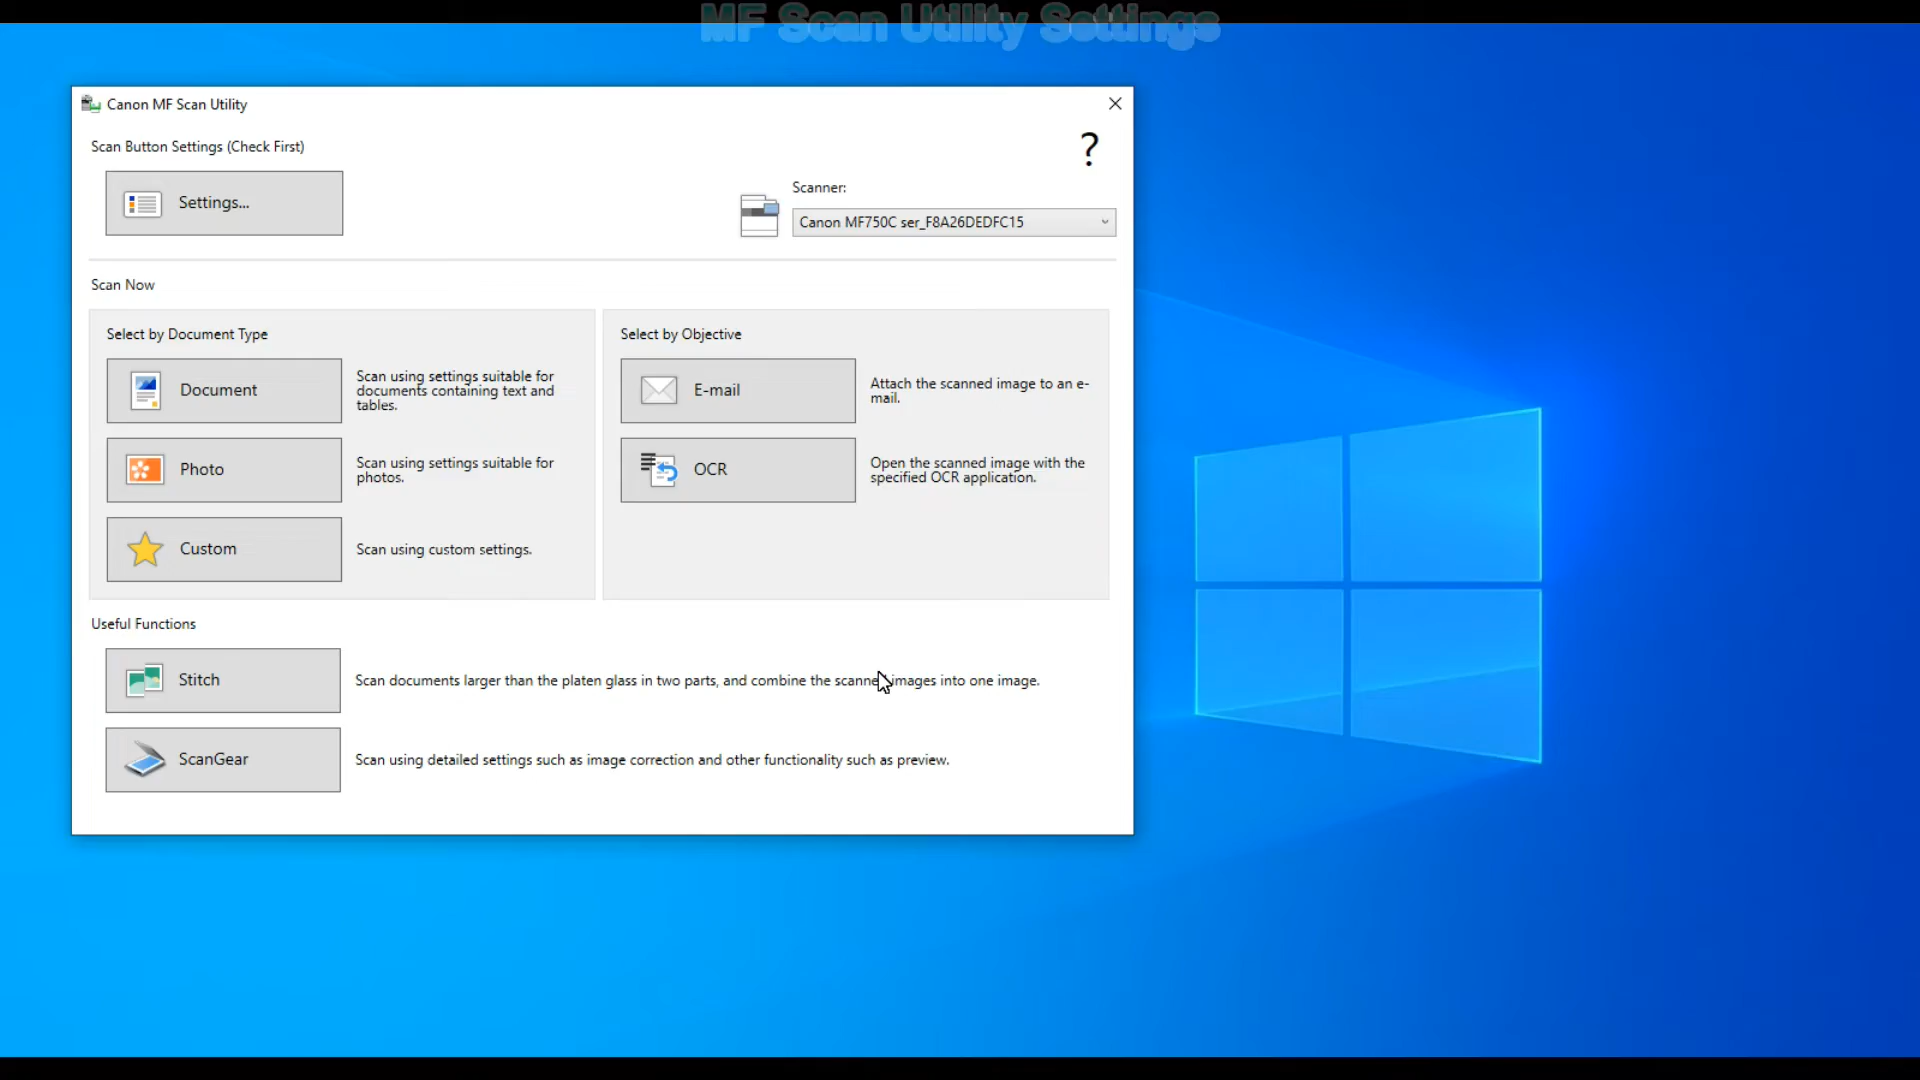 MF Scan Utility Settings
Canon MF Scan Utility
Scan Button Settings (Check First)
?
Settings...
Scanner:
Canon MF750C ser_F8A26DEDFC15
Scan Now
Select by Document Type
Document
Scan using settings suitable for
documents containing text and
tables.
Photo
Scan using settings suitable for
photos.
Custom
Scan using custom settings.
Select by Objective
E-mail
Attach the scanned image to an e-
mail.
OCR
Open the scanned image with the
specified OCR application.
Useful Functions
Stitch
Scan documents larger than the platen glass in two parts, and combine the scanned images into one image.
ScanGear
Scan using detailed settings such as image correction and other functionality such as preview.